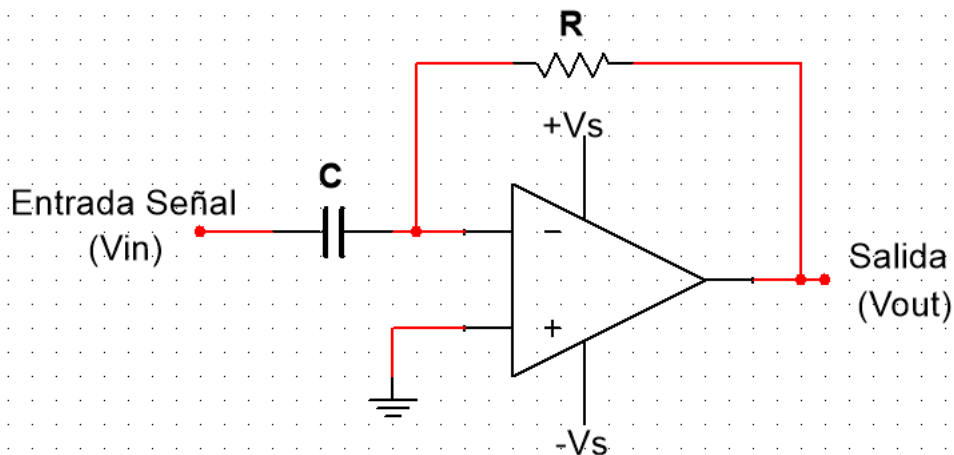 R
+Vs
C
Entrada Señal
(Vin)
−
+
Salida
(Vout)
-Vs